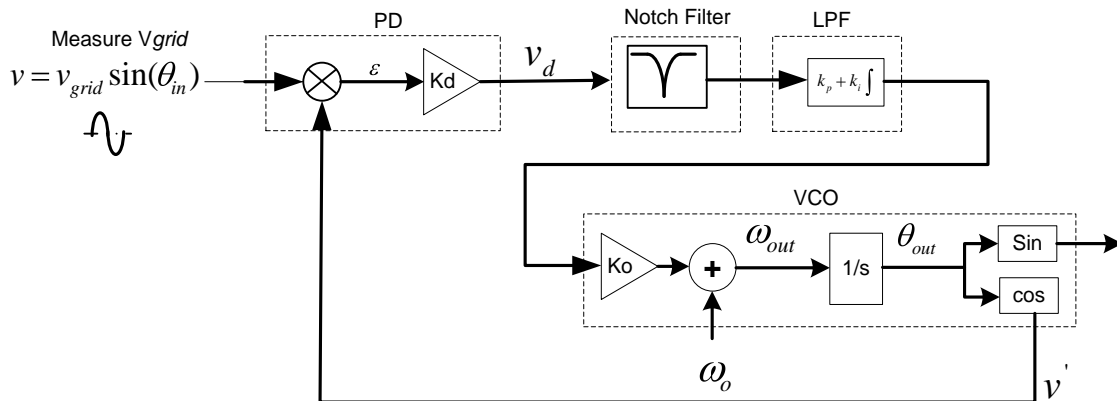 PD
Notch Filter
LPF
Measure Vgrid
v = v_grid sin(θ_in)
ε
Kd
v_d
k_p + k_i ∫
VCO
Ko
+
ω_out
1/s
θ_out
Sin
cos
ω_o
v'